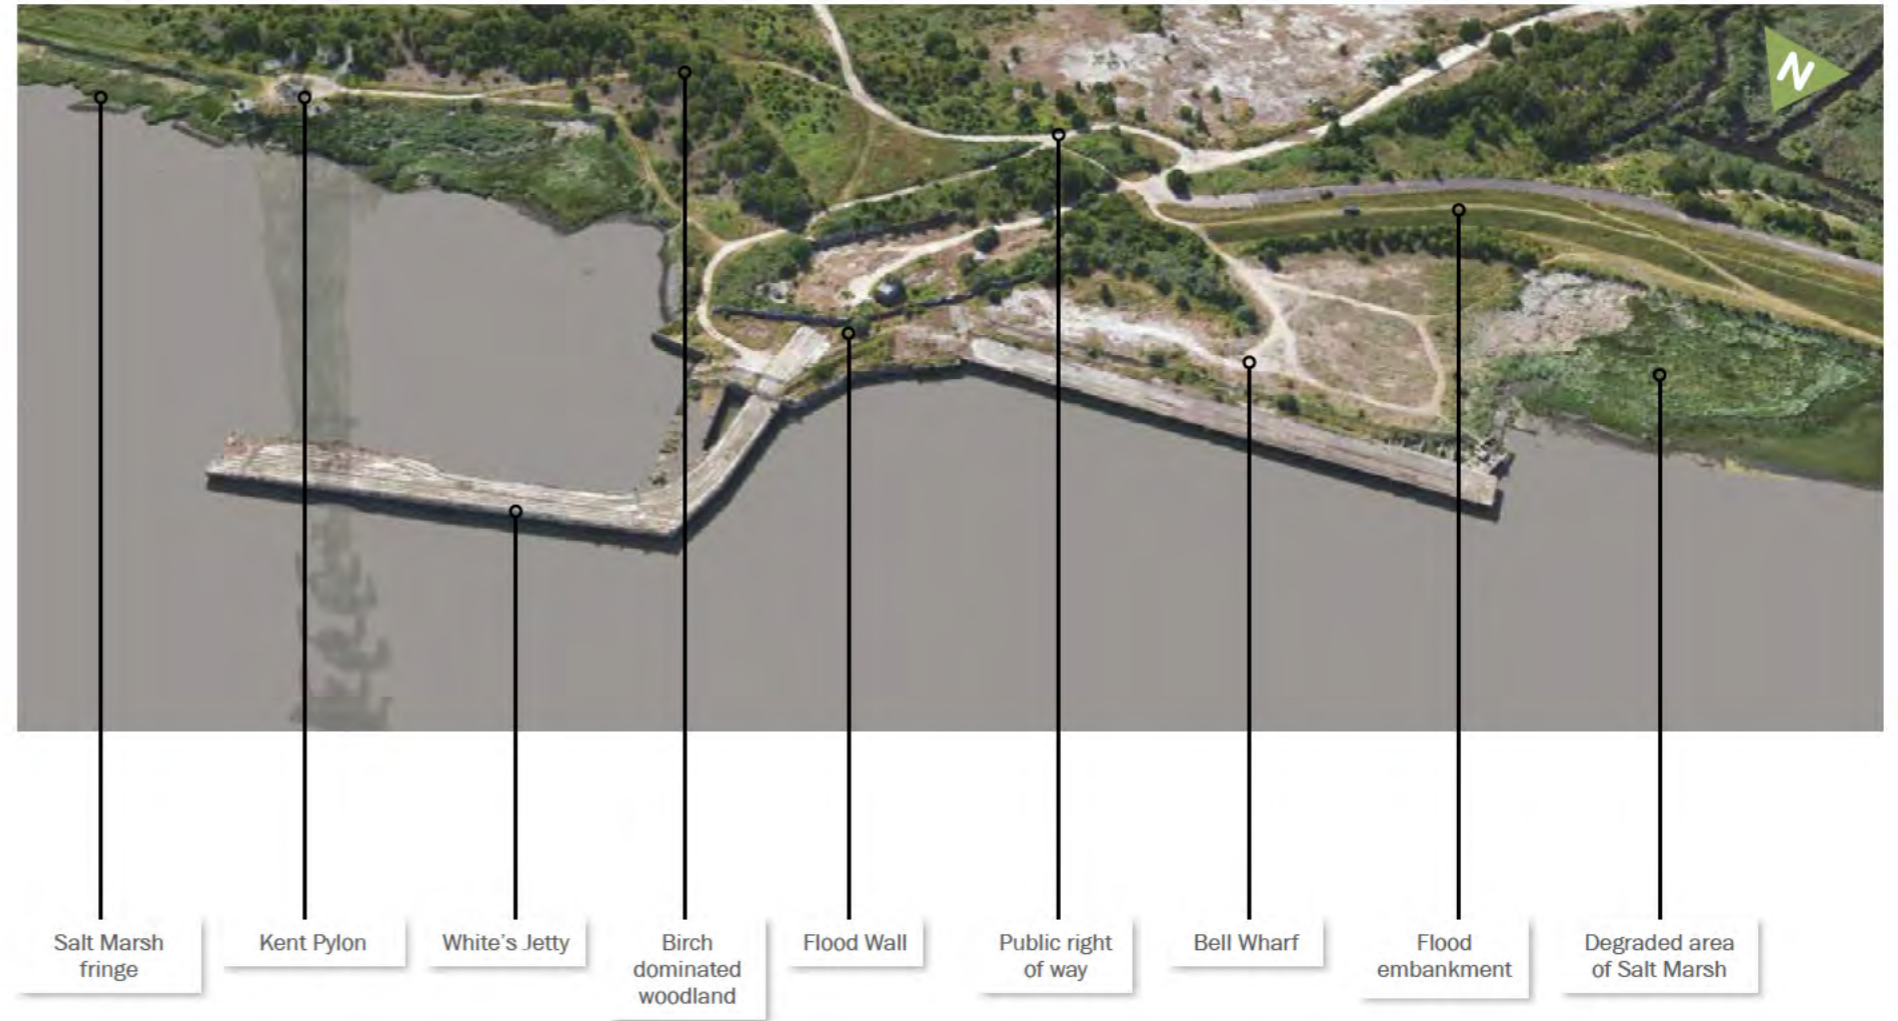 N
Salt Marsh
fringe
Kent Pylon
White's Jetty
Birch
dominated
woodland
Flood Wall
Public right
of way
Bell Wharf
Flood
embankment
Degraded area
of Salt Marsh